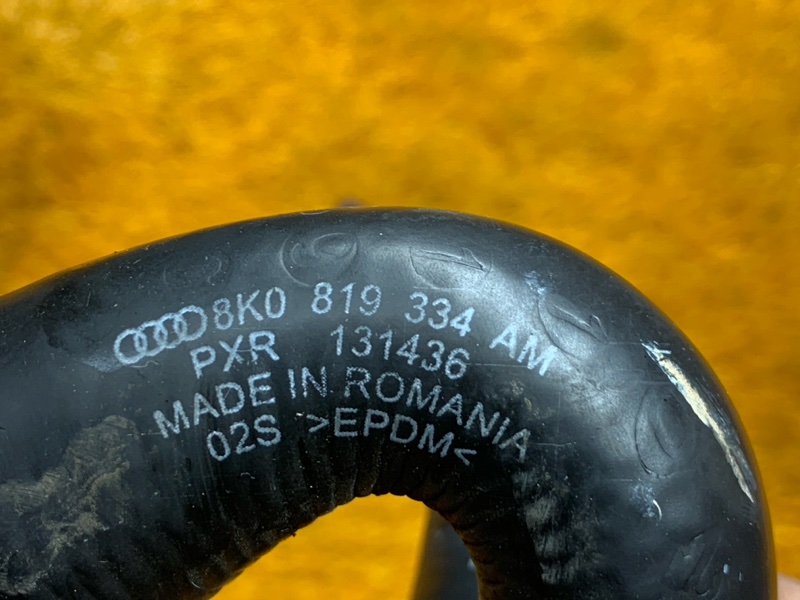 8K0 819 334 AM
PXR 131436
MADE IN ROMANIA
02S >EPDM<